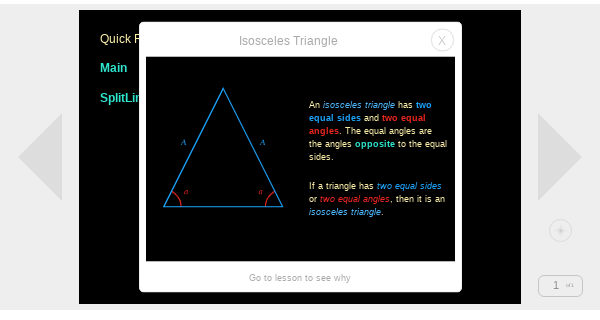 Isosceles Triangle
X
Quick
Main
A
A
a
a
An isosceles triangle has two
equal sides and two equal
angles. The equal angles are
the angles opposite to the equal
sides.
If a triangle has two equal sides
or two equal angles, then it is an
isosceles triangle.
Go to lesson to see why
1